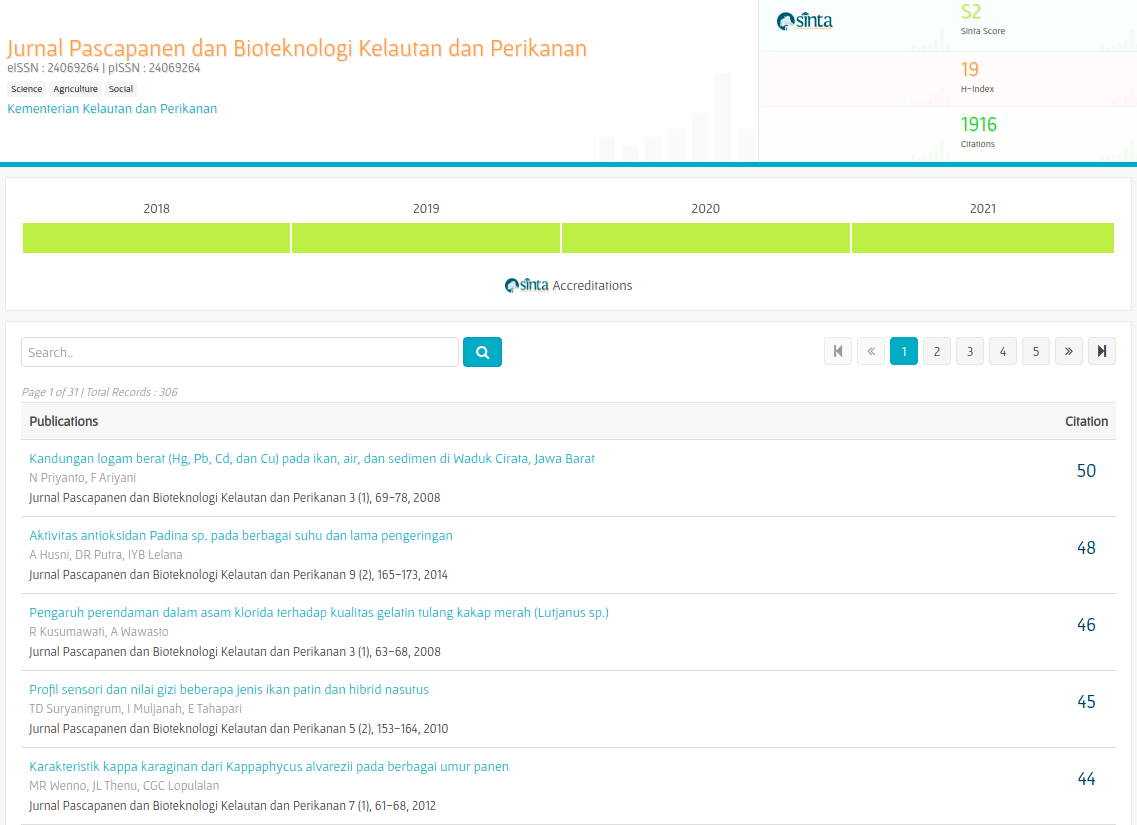 Jurnal Pascapanen dan Bioteknologi Kelautan dan Perikanan
eISSN : 24069264 | pISSN : 24069264
Science Agriculture Social
Kementerian Kelautan dan Perikanan
sinta
S2
Sinta Score
19
H-Index
1916
Citations
2018 2019 2020 2021
sinta Accreditations
Search..
1 2 3 4 5
Page 1 of 31 | Total Records : 306
Publications Citation
Kandungan logam berat (Hg, Pb, Cd, dan Cu) pada ikan, air, dan sedimen di Waduk Cirata, Jawa Barat
N Priyanto, F Ariyani
Jurnal Pascapanen dan Bioteknologi Kelautan dan Perikanan 3 (1), 69-78, 2008
50
Aktivitas antioksidan Padina sp. pada berbagai suhu dan lama pengeringan
A Husni, DR Putra, IYB Lelana
Jurnal Pascapanen dan Bioteknologi Kelautan dan Perikanan 9 (2), 165-173, 2014
48
Pengaruh perendaman dalam asam klorida terhadap kualitas gelatin tulang kakap merah (Lutjanus sp.)
R Kusumawati, A Wawasto
Jurnal Pascapanen dan Bioteknologi Kelautan dan Perikanan 3 (1), 63-68, 2008
46
Profil sensori dan nilai gizi beberapa jenis ikan patin dan hibrid nasutus
TD Suryaningrum, I Muljanah, E Tahapari
Jurnal Pascapanen dan Bioteknologi Kelautan dan Perikanan 5 (2), 153-164, 2010
45
Karakteristik kappa karaginan dari Kappaphycus alvarezii pada berbagai umur panen
MR Wenno, JL Thenu, CGC Lopulalan
Jurnal Pascapanen dan Bioteknologi Kelautan dan Perikanan 7 (1), 61-68, 2012
44